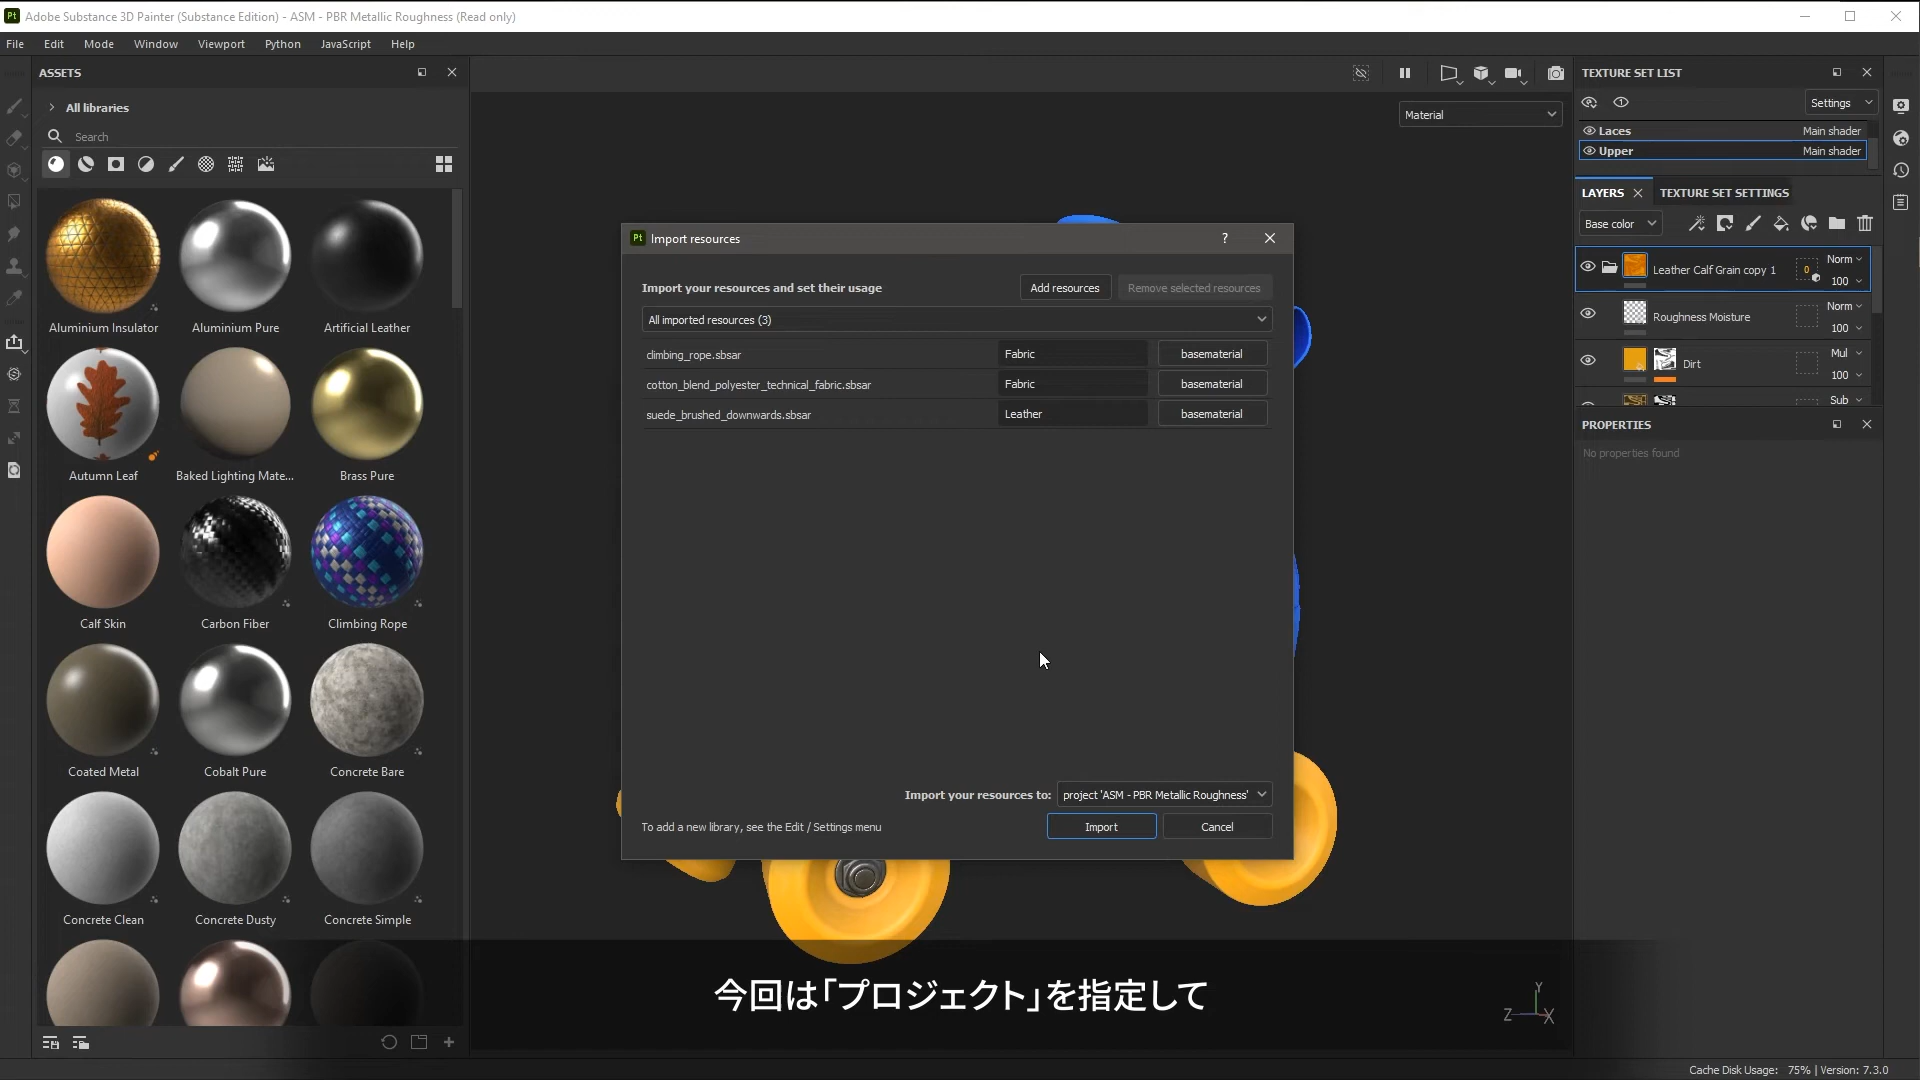 Pt Adobe Substance 3D Painter (Substance Edition) - ASM - PBR Metallic Roughness (Read only)
File Edit Mode Window Viewport Python JavaScript Help
ASSETS
All libraries
Search
Aluminium Insulator Aluminium Pure Artificial Leather
Autumn Leaf Baked Lighting Mate... Brass Pure
Calf Skin Carbon Fiber Climbing Rope
Coated Metal Cobalt Pure Concrete Bare
Concrete Clean Concrete Dusty Concrete Simple
Material
Pt Import resources ?
Import your resources and set their usage Add resources Remove selected resources
All imported resources (3)
climbing_rope.sbsar Fabric basematerial
cotton_blend_polyester_technical_fabric.sbsar Fabric basematerial
suede_brushed_downwards.sbsar Leather basematerial
Import your resources to: project 'ASM - PBR Metallic Roughness'
To add a new library, see the Edit / Settings menu Import Cancel
今回は「プロジェクト」を指定して
Y
Z X
TEXTURE SET LIST
Settings
Laces Main shader
Upper Main shader
LAYERS TEXTURE SET SETTINGS
Base color
Leather Calf Grain copy 1 0 Norm
100
Roughness Moisture Norm
100
Dirt Mul
100
Sub
PROPERTIES
No properties found
Cache Disk Usage: 75% | Version: 7.3.0